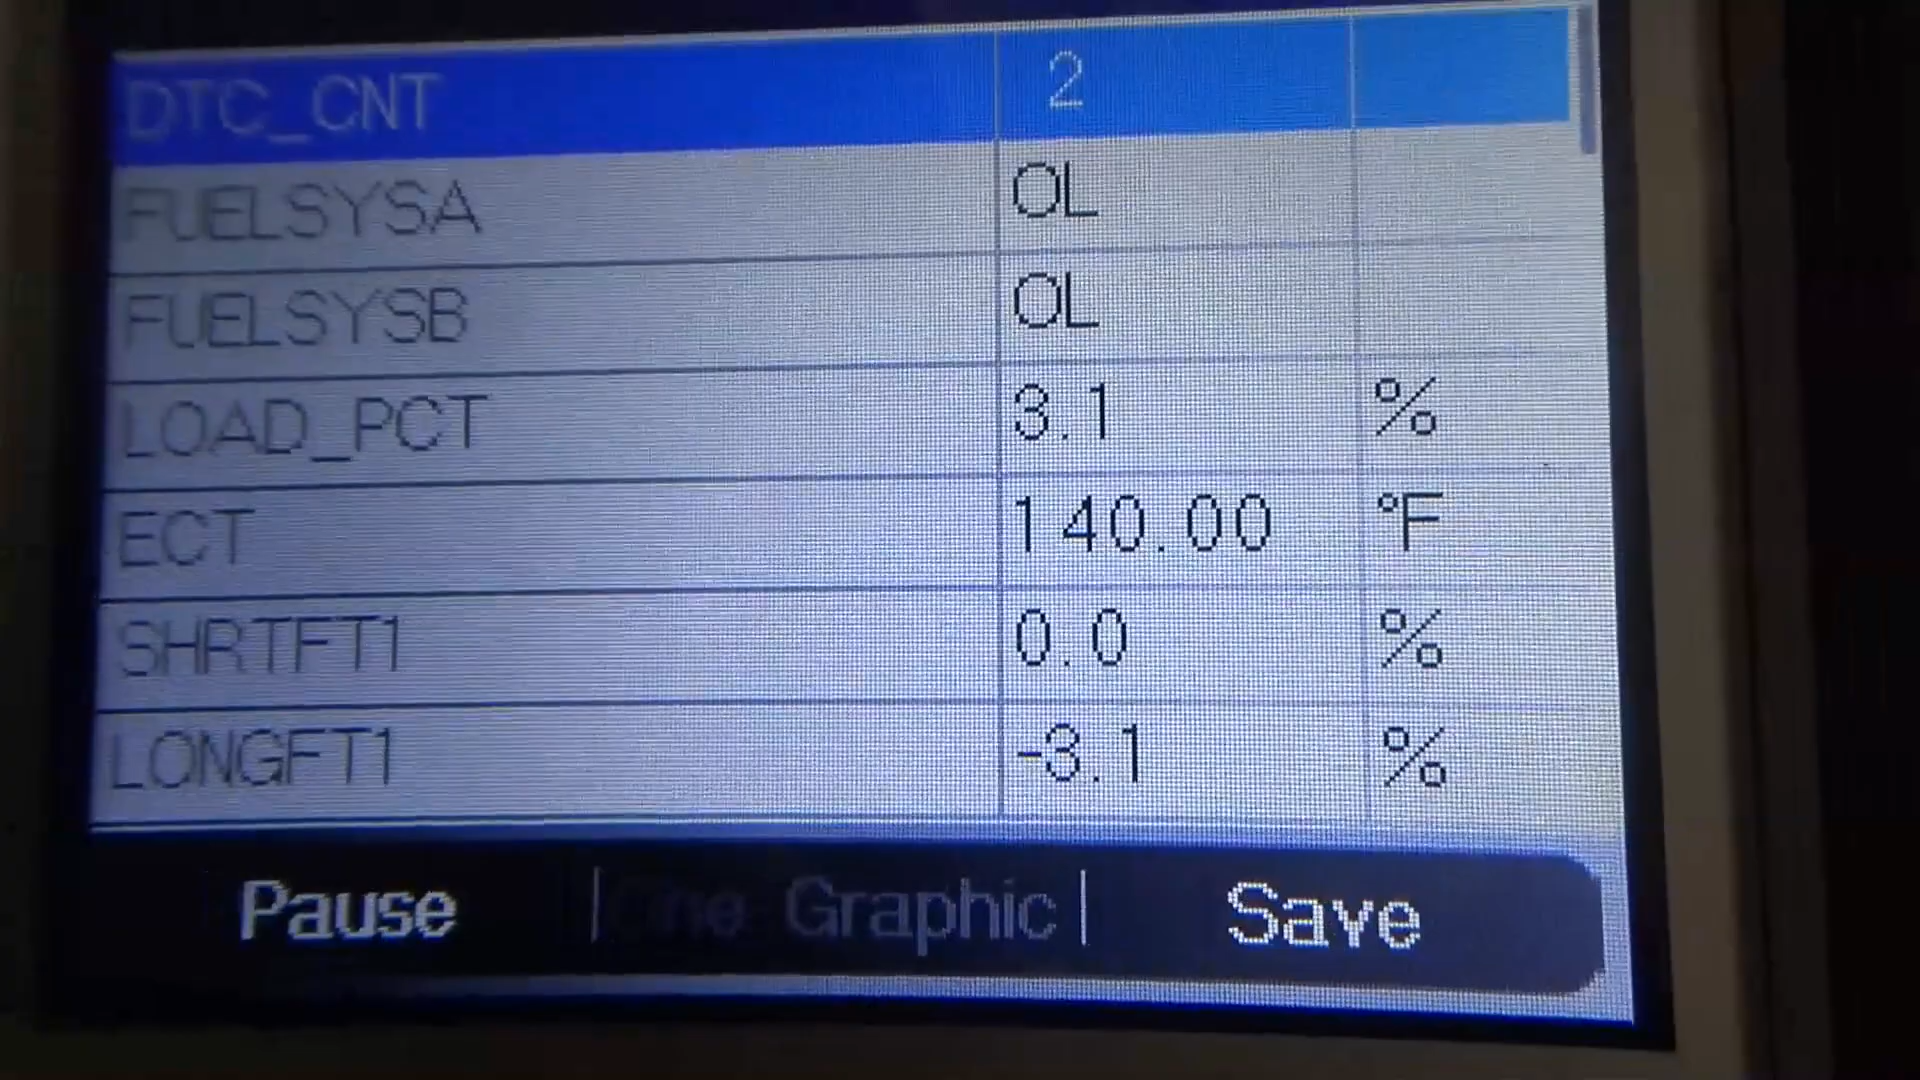 DTC_CNT 2
FUELSYSA OL
FUELSYSB OL
LOAD_PCT 3.1 %
ECT 140.00 °F
SHRTFT1 0.0 %
LONGFT1 -3.1 %
Pause | One Graphic | Save